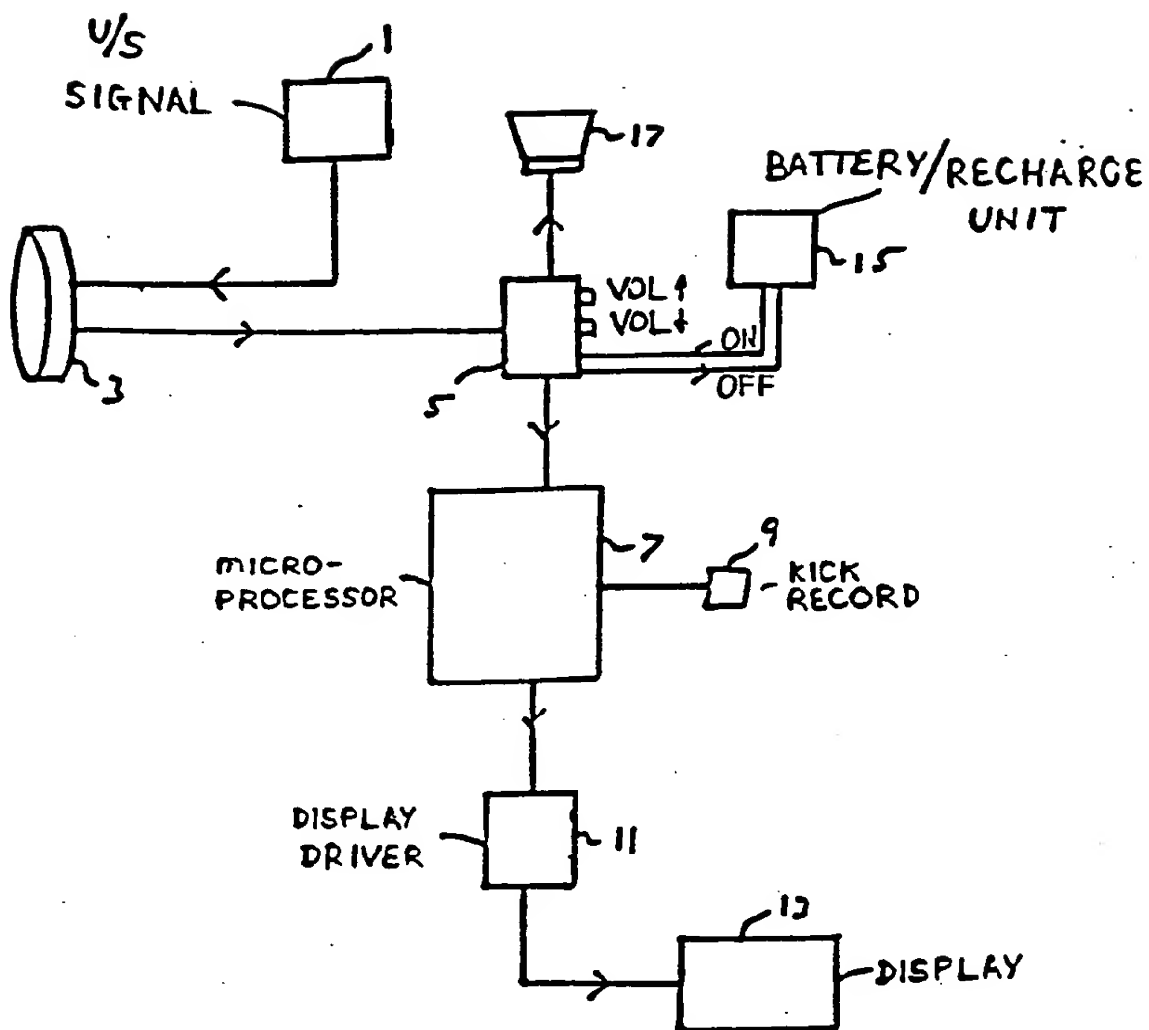 U/S
SIGNAL
1
17
BATTERY/RECHARGE
UNIT
15
3
5
VOL↑
VOL↓
ON
OFF
MICRO-
PROCESSOR
7
9
KICK
RECORD
DISPLAY
DRIVER
11
13
DISPLAY